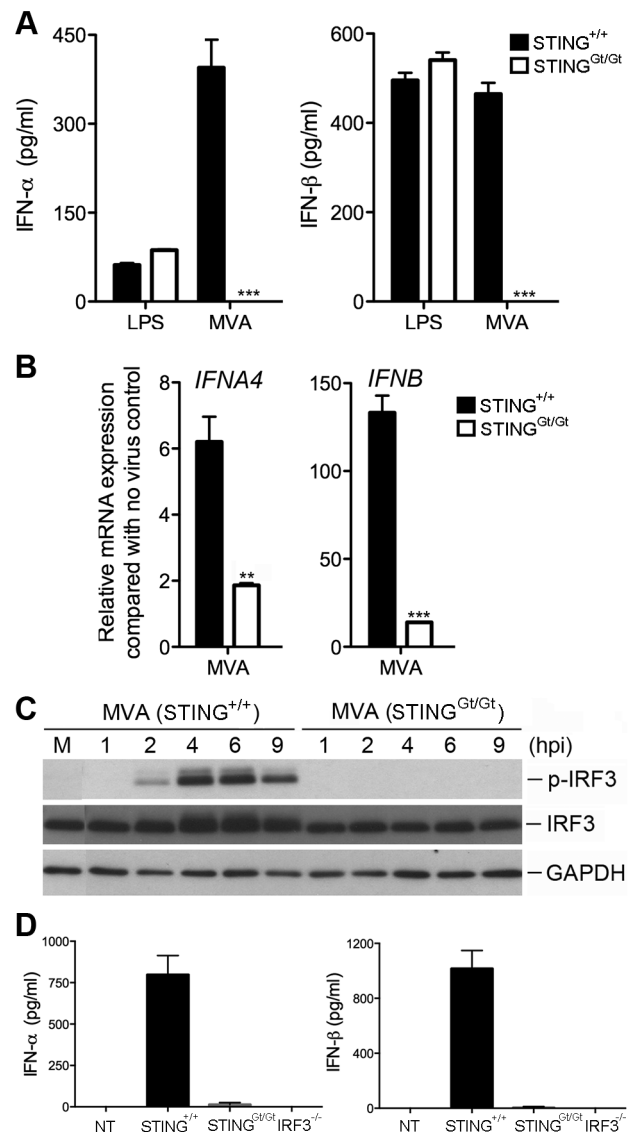 A
450
300
150
0
IFN-α (pg/ml)
***
LPS MVA
600
400
200
0
IFN-β (pg/ml)
***
LPS MVA
STING+/+
STINGGt/Gt
B
Relative mRNA expression
compared with no virus control
8
6
4
2
0
IFNA4
**
MVA
150
100
50
0
IFNB
***
MVA
STING+/+
STINGGt/Gt
C
MVA (STING+/+) MVA (STINGGt/Gt)
M 1 2 4 6 9 1 2 4 6 9 (hpi)
p-IRF3
IRF3
GAPDH
D
1000
750
500
250
0
IFN-α (pg/ml)
NT STING+/+ STINGGt/Gt IRF3-/-
1200
800
400
0
IFN-β (pg/ml)
NT STING+/+ STINGGt/Gt IRF3-/-